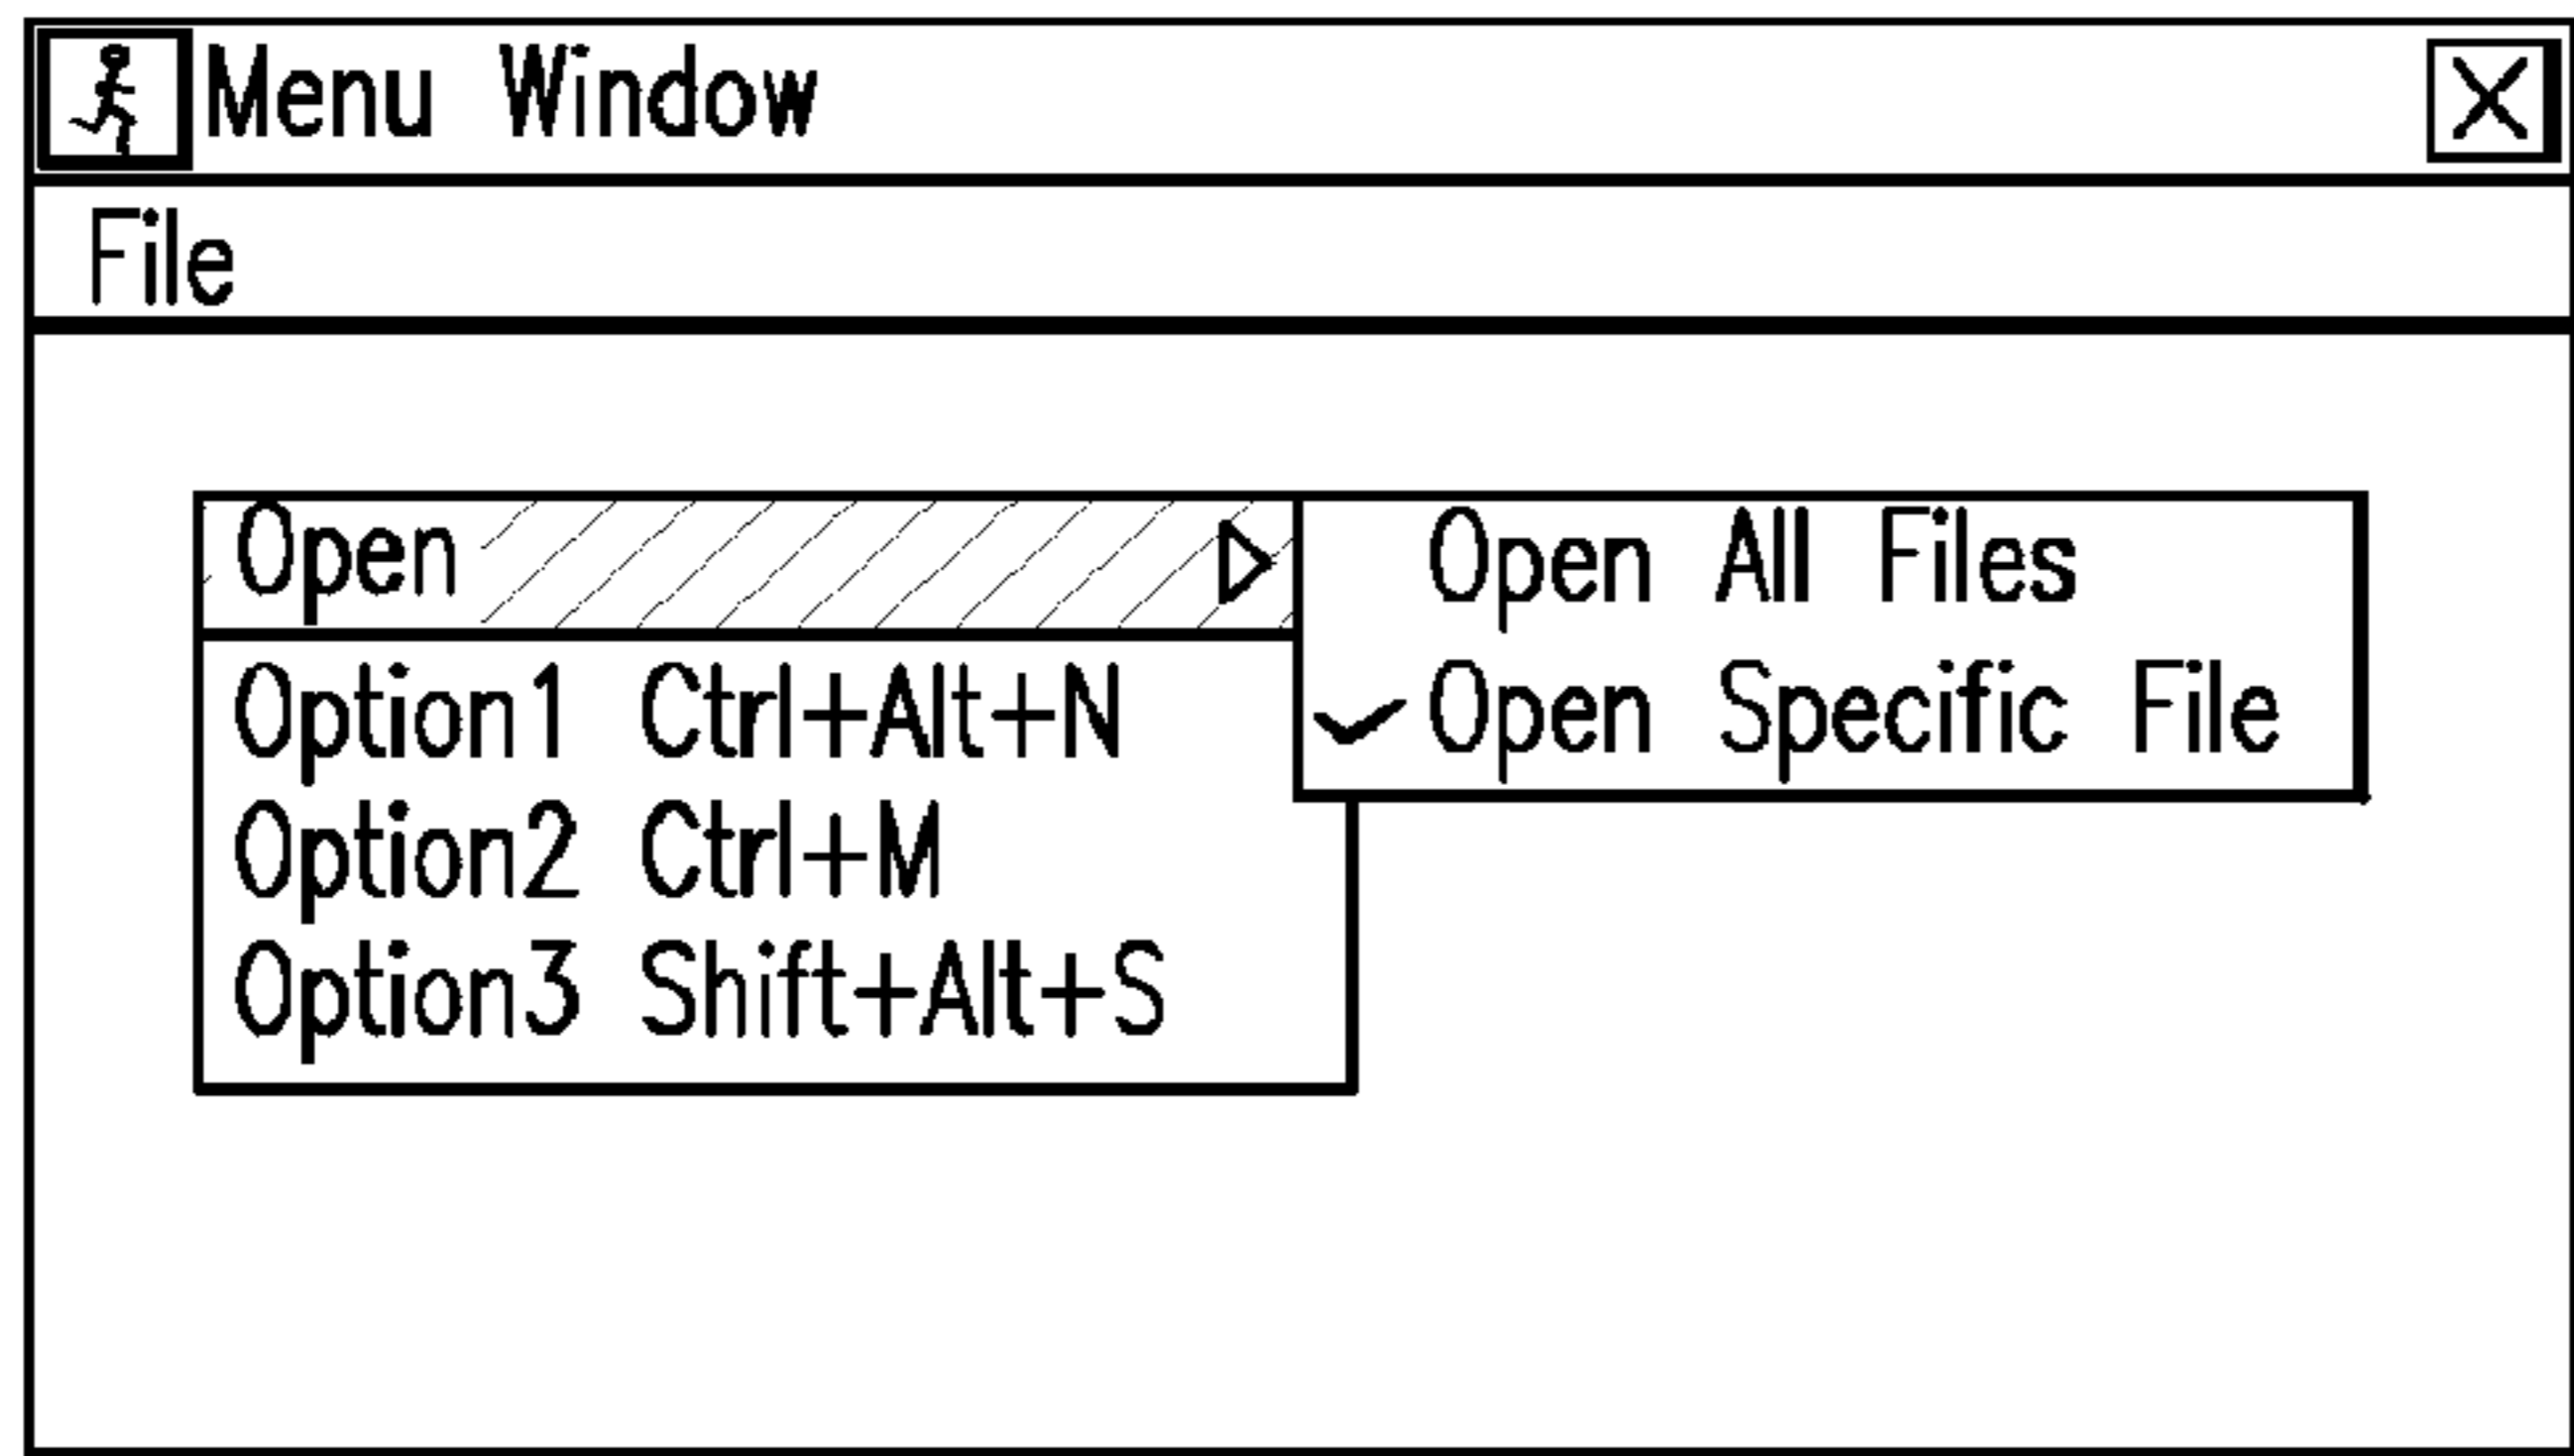 Menu Window
File
Open
Option1 Ctrl+Alt+N
Option2 Ctrl+M
Option3 Shift+Alt+S
Open All Files
Open Specific File